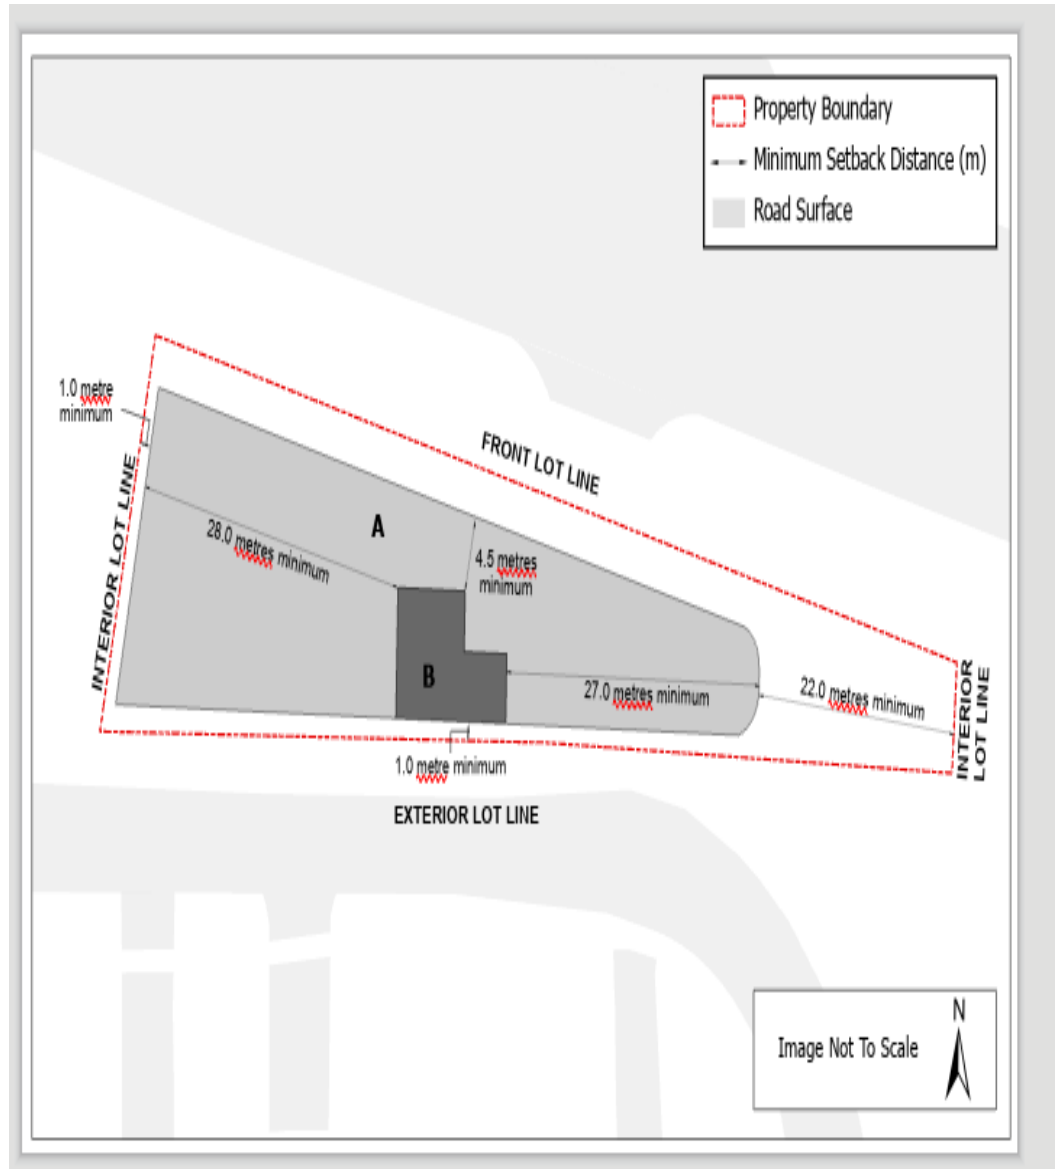 Property Boundary
Minimum Setback Distance (m)
Road Surface
1.0 metre
minimum
FRONT LOT LINE
INTERIOR LOT LINE
A
28.0 metres minimum
4.5 metres
minimum
B
27.0 metres minimum
22.0 metres minimum
INTERIOR
LOT LINE
1.0 metre minimum
EXTERIOR LOT LINE
N
Image Not To Scale